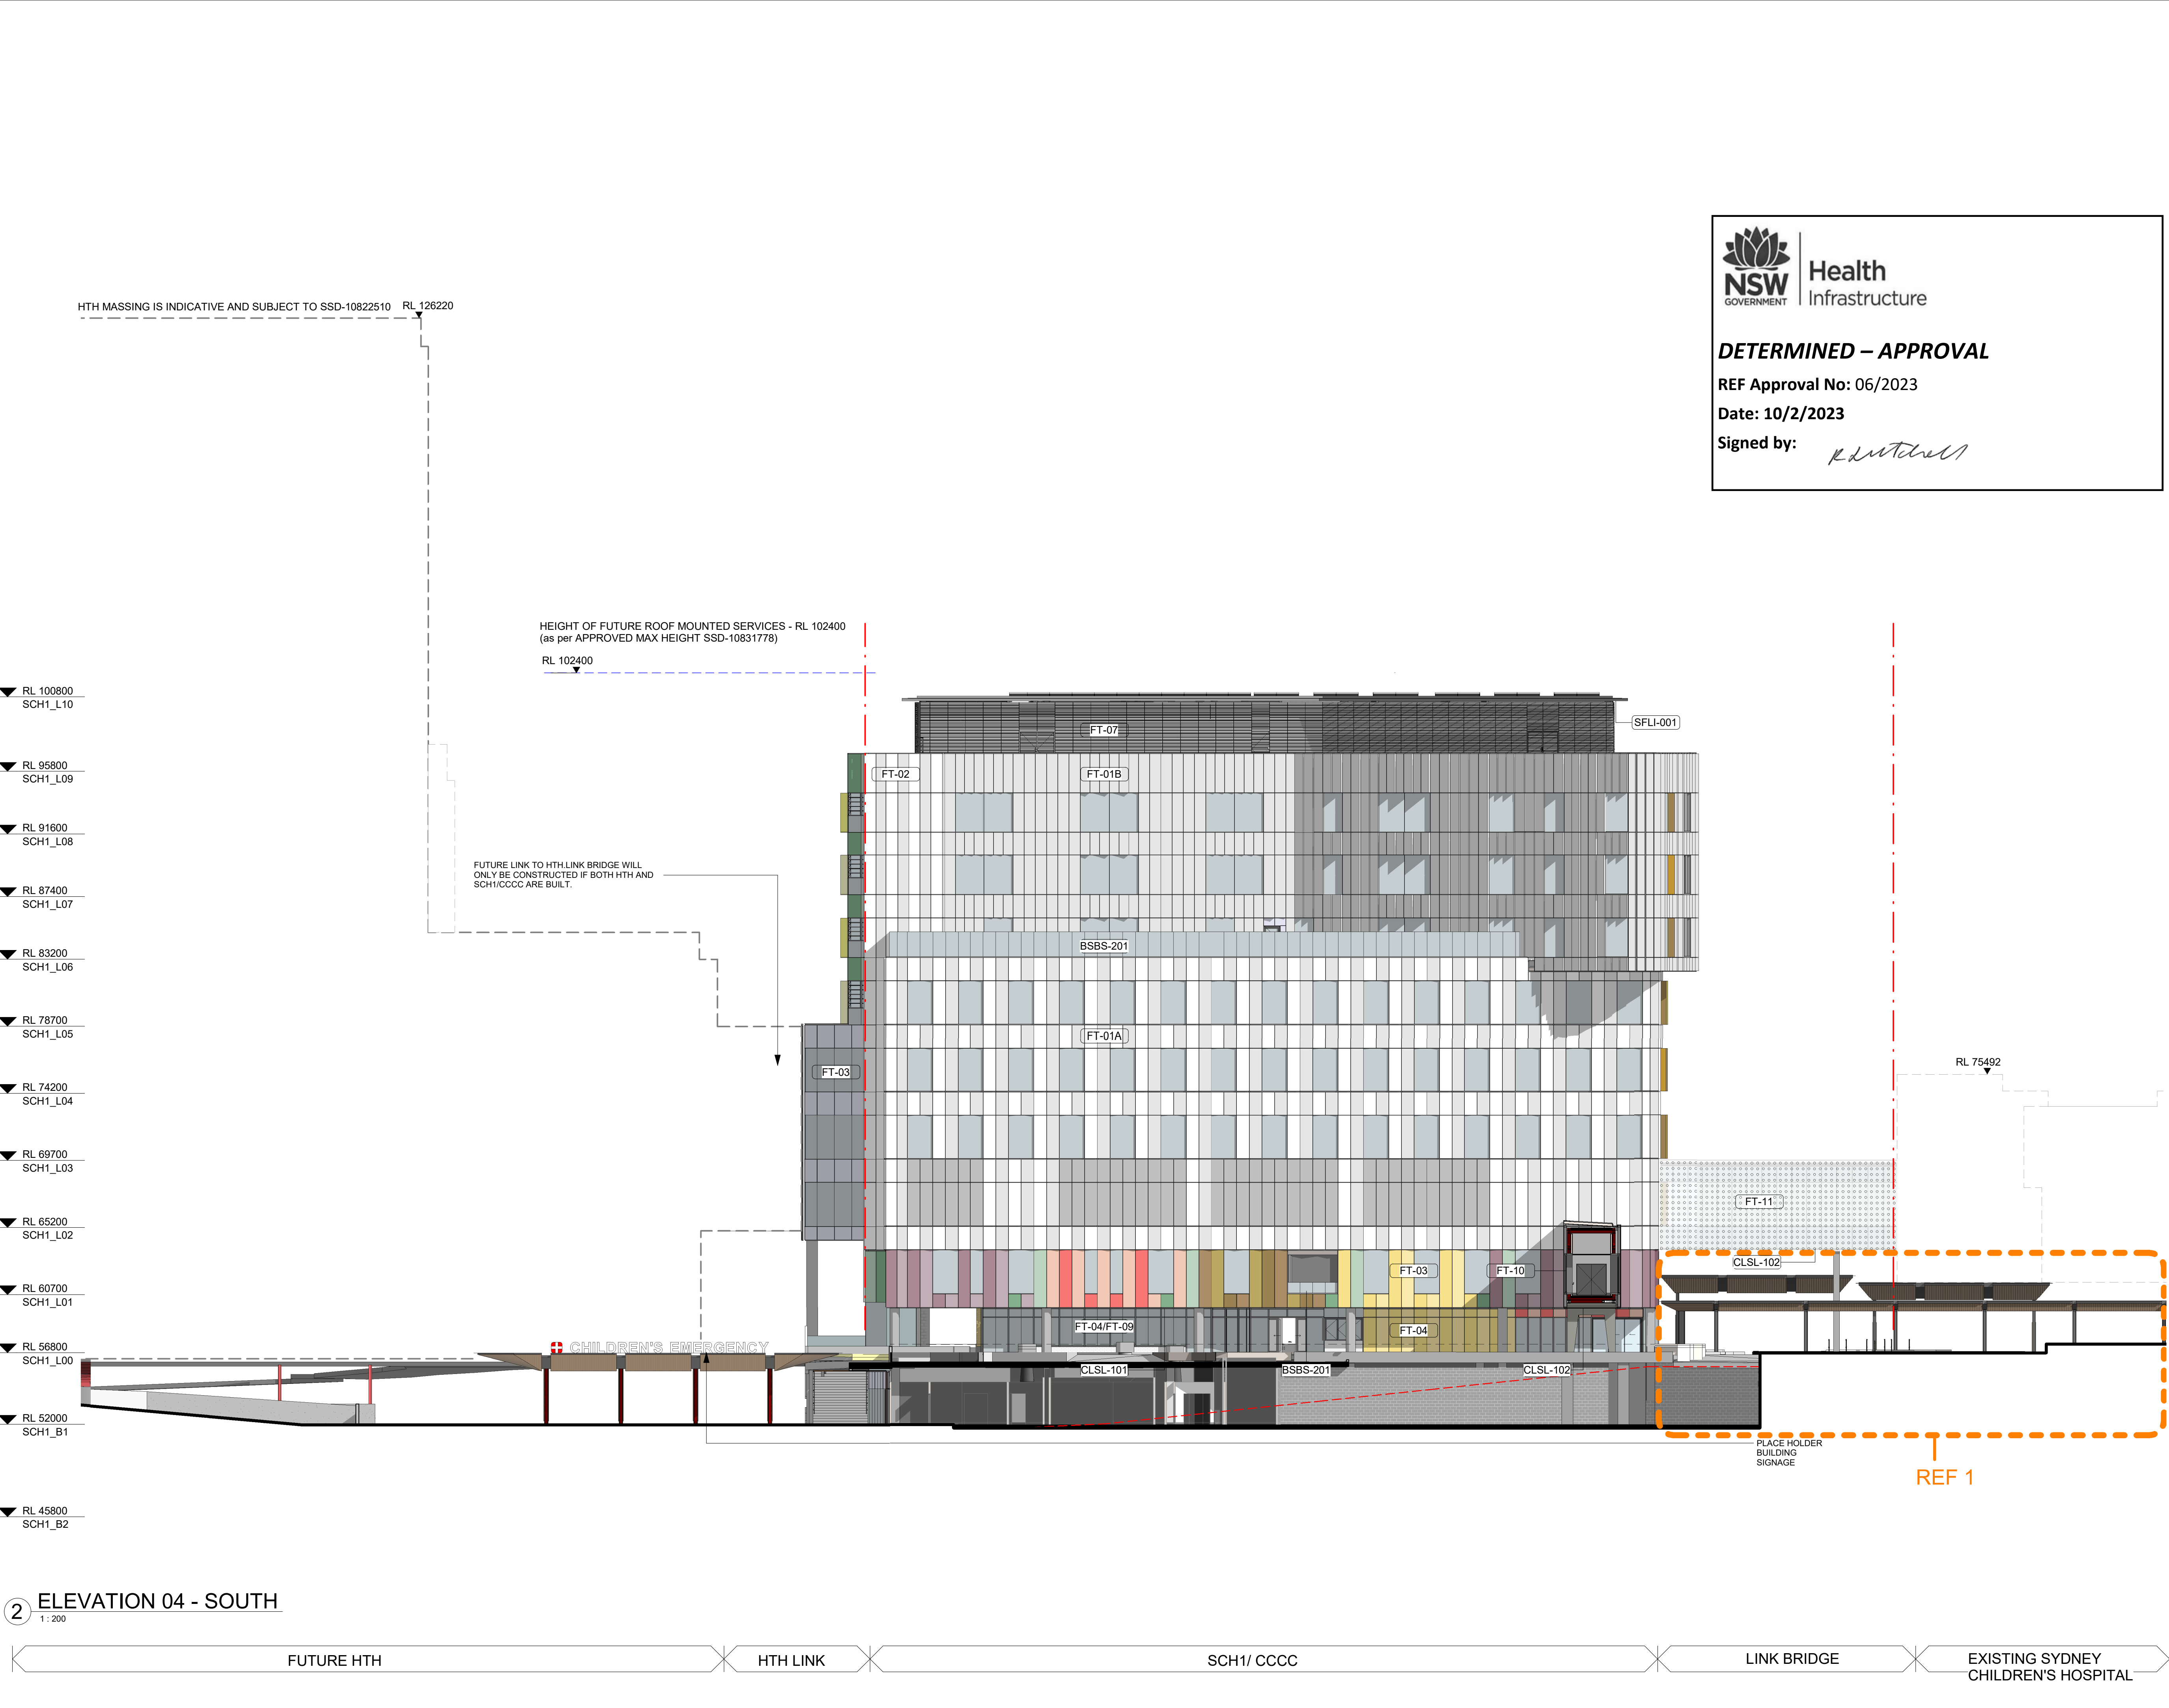 NSW
GOVERNMENT
Health
Infrastructure
DETERMINED – APPROVAL
REF Approval No: 06/2023
Date: 10/2/2023
Signed by:
HTH MASSING IS INDICATIVE AND SUBJECT TO SSD-10822510
RL 126220
HEIGHT OF FUTURE ROOF MOUNTED SERVICES - RL 102400
(as per APPROVED MAX HEIGHT SSD-10831778)
RL 102400
RL 100800
SCH1_L10
SFLI-001
FT-07
RL 95800
SCH1_L09
FT-02
FT-01B
RL 91600
SCH1_L08
FUTURE LINK TO HTH.LINK BRIDGE WILL
ONLY BE CONSTRUCTED IF BOTH HTH AND
SCH1/CCCC ARE BUILT.
RL 87400
SCH1_L07
BSBS-201
RL 83200
SCH1_L06
RL 78700
SCH1_L05
FT-01A
RL 75492
FT-03
RL 74200
SCH1_L04
RL 69700
SCH1_L03
FT-11
RL 65200
SCH1_L02
CLSL-102
FT-03
FT-10
RL 60700
SCH1_L01
FT-04/FT-09
FT-04
CHILDREN'S EMERGENCY
RL 56800
SCH1_L00
CLSL-101
BSBS-201
CLSL-102
RL 52000
SCH1_B1
PLACE HOLDER
BUILDING
SIGNAGE
REF 1
RL 45800
SCH1_B2
2
ELEVATION 04 - SOUTH
1 : 200
FUTURE HTH
HTH LINK
SCH1/ CCCC
LINK BRIDGE
EXISTING SYDNEY
CHILDREN'S HOSPITAL